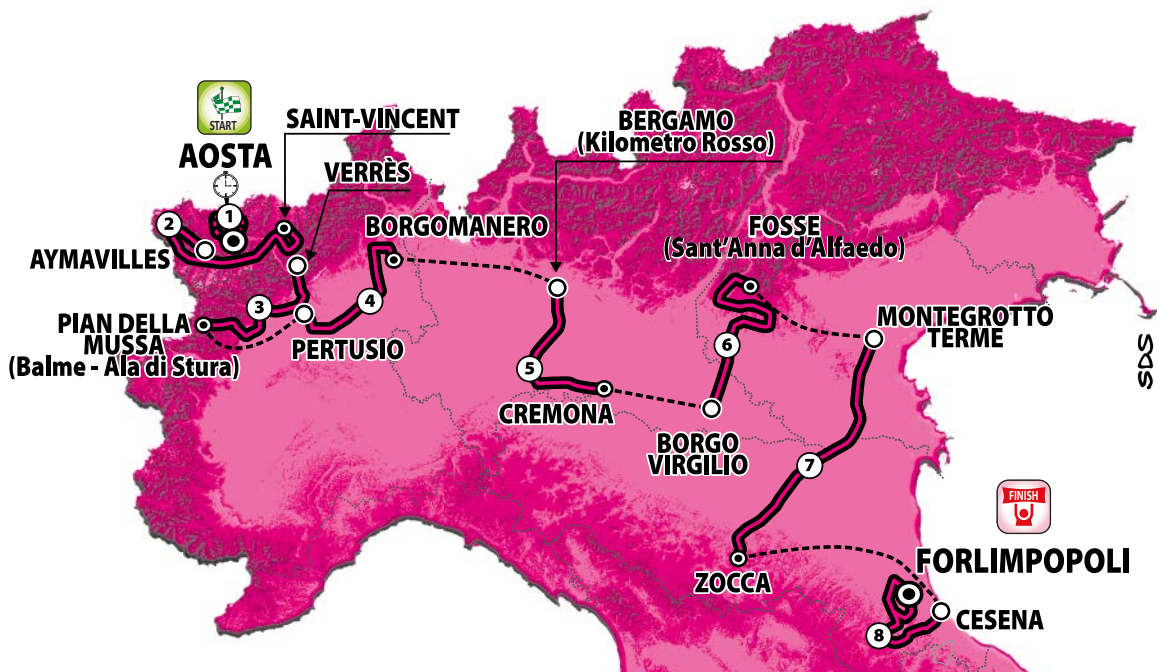 START
AOSTA
SAINT-VINCENT
VERRÈS
BORGOMANERO
BERGAMO
(Kilometro Rosso)
FOSSE
(Sant'Anna d'Alfaedo)
1
2
AYMAVILLES
3
4
PIAN DELLA
MUSSA
(Balme - Ala di Stura)
PERTUSIO
5
CREMONA
6
BORGO
VIRGILIO
MONTEGROTTO
TERME
SDS
7
ZOCCA
FINISH
FORLIMPOPOLI
8
CESENA